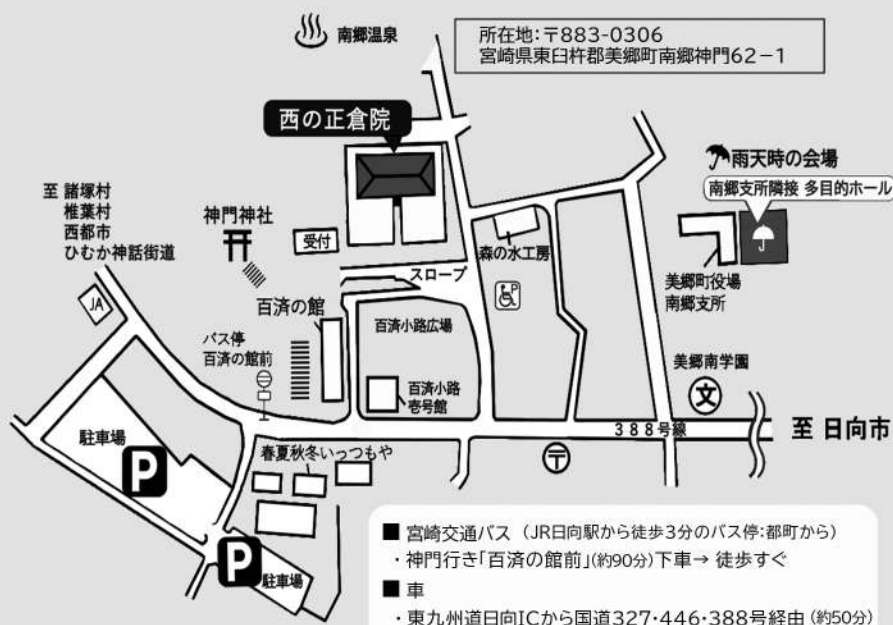 南郷温泉
所在地:〒883-0306
宮崎県東臼杵郡美郷町南郷神門62−1
西の正倉院
雨天時の会場
南郷支所隣接 多目的ホール
至 諸塚村
椎葉村
西都市
ひむか神話街道
神門神社
受付
森の水工房
美郷町役場
南郷支所
スロープ
P
JA
百済の館
百済小路広場
バス停
百済の館前
百済小路
壱号館
美郷南学園
文
388号線
至 日向市
駐車場
P
春夏秋冬いっつもや
〒
P
駐車場
■ 宮崎交通バス (JR日向駅から徒歩3分のバス停:都町から)
・神門行き「百済の館前」(約90分)下車→ 徒歩すぐ
■ 車
・東九州道日向ICから国道327・446・388号経由 (約50分)